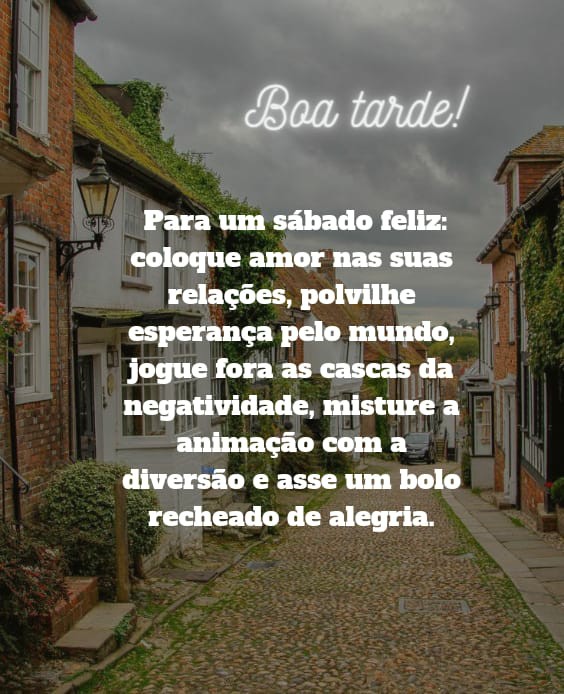 Boa tarde!
Para um sábado feliz:
coloque amor nas suas
relações, polvilhe
esperança pelo mundo,
jogue fora as cascas da
negatividade, misture a
animação com a
diversão e asse um bolo
recheado de alegria.